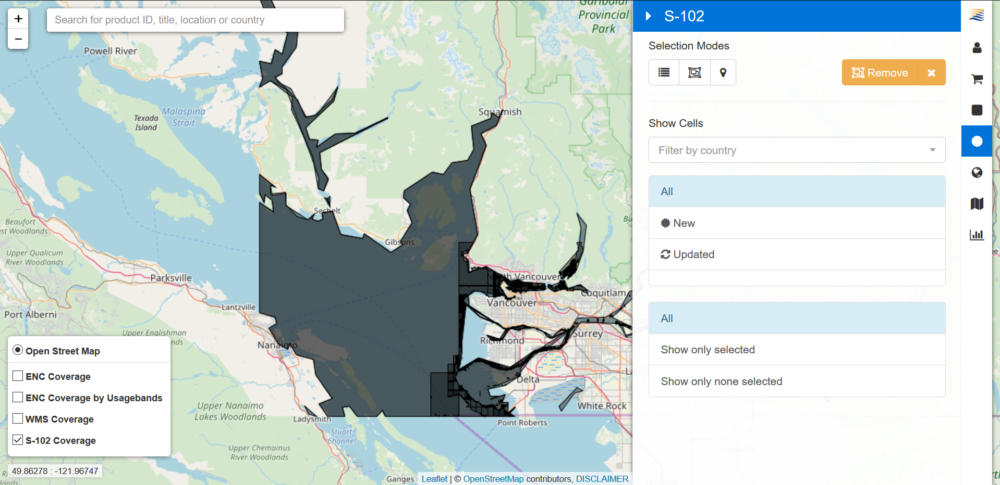 +
−
Search for product ID, title, location or country
Garibaldi
Provincial
Park
Powell River
Malaspina
Strait
Texada
Island
Squamish
Sechelt
Gibsons
Beaufort
st Woodlands
Upper Qualicum
River Woodlands
Parksville
North Vancouver
Coquitlam
Vancouver
Lantzville
Port Alberni
Upper Englishman
nds
Nanaimo
Richmond
Surrey
Delta
Upper Nanaimo
Lakes Woodlands
Ladysmith
White Rock
Point Roberts
Stuart
Channel
Upper Chemainus
River Woodlands
Ganges
Open Street Map
ENC Coverage
ENC Coverage by Usagebands
WMS Coverage
S-102 Coverage
49.86278 : -121.96747
Leaflet | © OpenStreetMap contributors, DISCLAIMER
S-102
Selection Modes
Remove
Show Cells
Filter by country
All
New
Updated
All
Show only selected
Show only none selected
Lynden
Nooksack
Ferndale